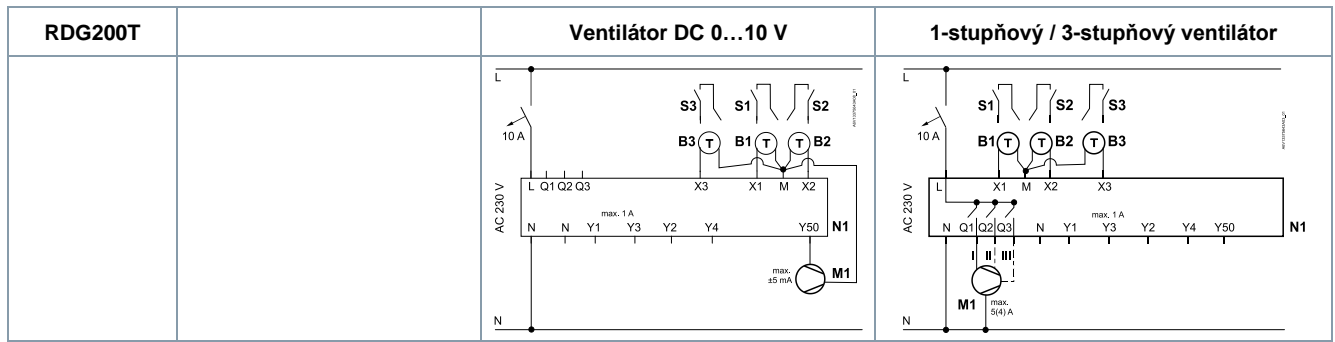 RDG200T
Ventilátor DC 0...10 V
1-stupňový / 3-stupňový ventilátor
L
S3 S1 S2
10 A
B3 T B1 T T B2
L Q1 Q2 Q3 X3 X1 M X2
AC 230 V
max. 1 A
N N Y1 Y3 Y2 Y4 Y50 N1
max.
±5 mA
M1
N
L
S1 S2 S3
10 A
B1 T T B2 T B3
L X1 M X2 X3
AC 230 V
max. 1 A
N Q1 Q2 Q3 N Y1 Y3 Y2 Y4 Y50 N1
I II III
M1
max.
5(4) A
N